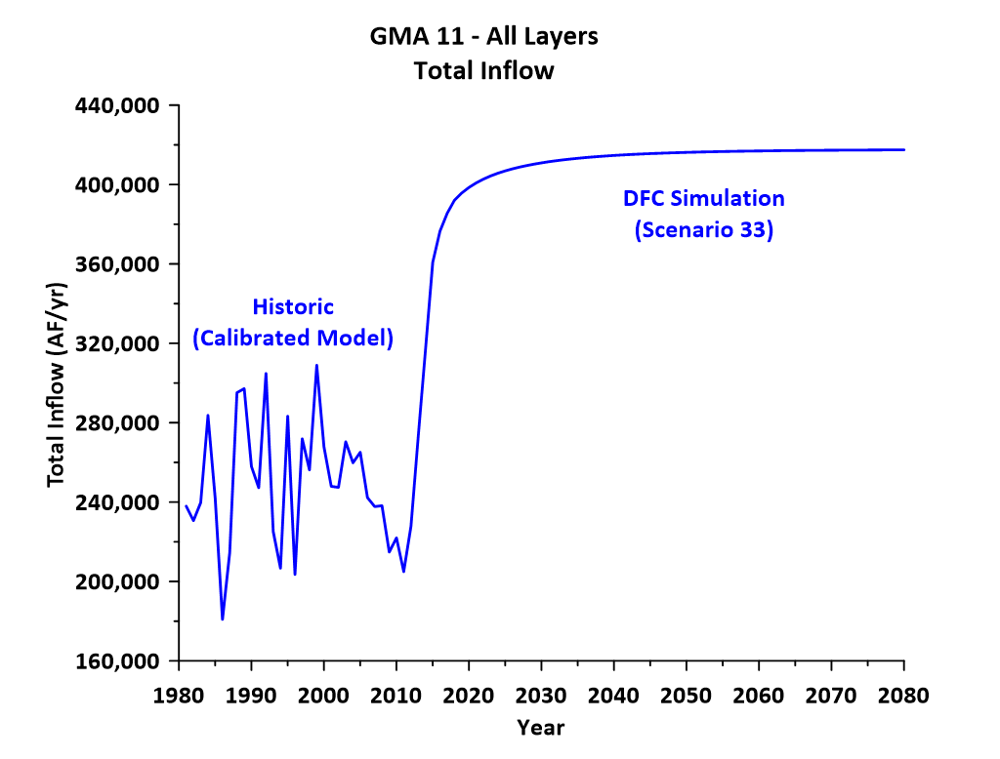 GMA 11 - All Layers
Total Inflow
440,000
400,000
360,000
320,000
280,000
240,000
200,000
160,000
Total Inflow (AF/yr)
Historic
(Calibrated Model)
DFC Simulation
(Scenario 33)
1980 1990 2000 2010 2020 2030 2040 2050 2060 2070 2080
Year